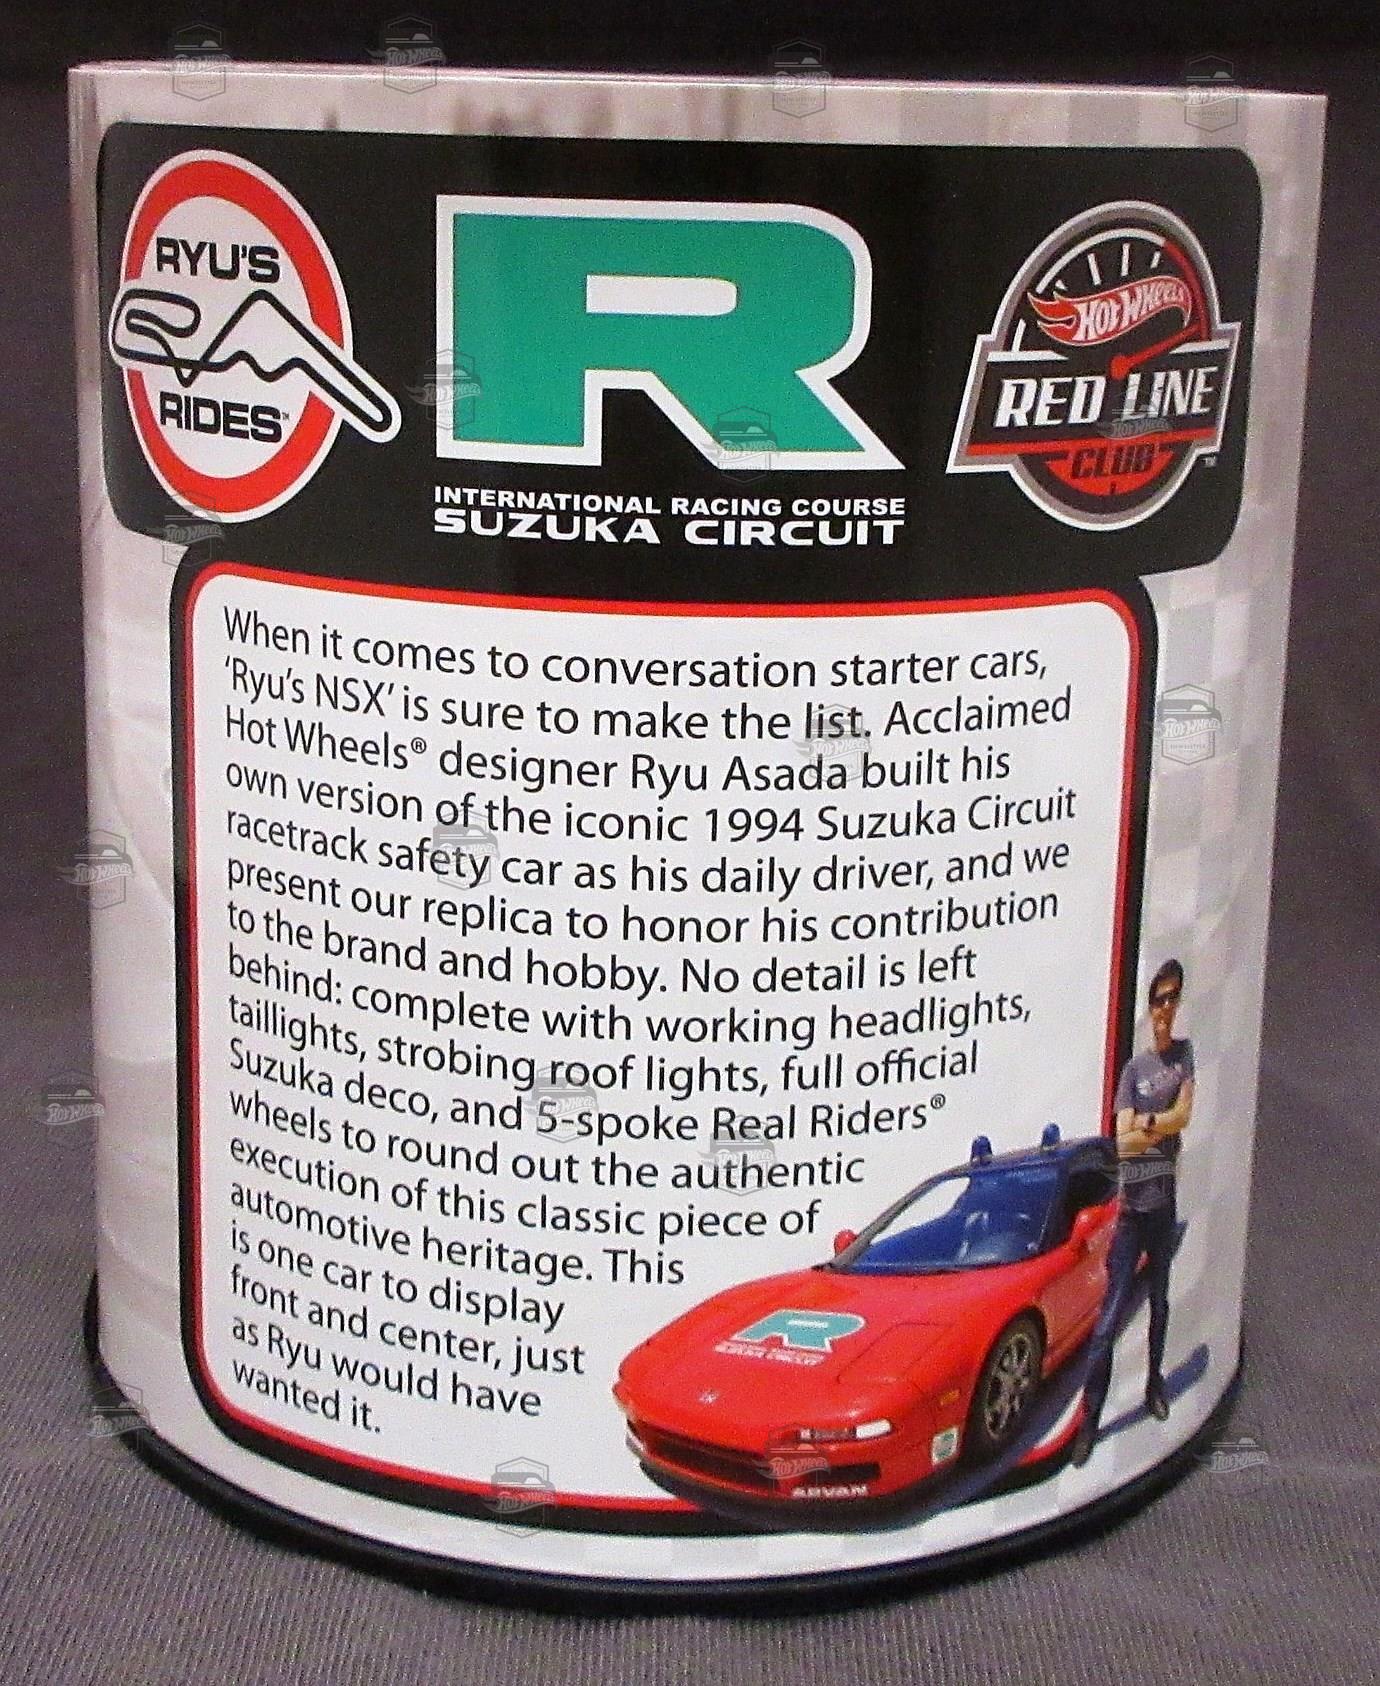 RYU'S
RIDES™
R
INTERNATIONAL RACING COURSE
SUZUKA CIRCUIT
HOT WHEELS
RED LINE
CLUB™
When it comes to conversation starter cars,
'Ryu's NSX' is sure to make the list. Acclaimed
Hot Wheels® designer Ryu Asada built his
own version of the iconic 1994 Suzuka Circuit
racetrack safety car as his daily driver, and we
present our replica to honor his contribution
to the brand and hobby. No detail is left
behind: complete with working headlights,
taillights, strobing roof lights, full official
Suzuka deco, and 5-spoke Real Riders®
wheels to round out the authentic
execution of this classic piece of
automotive heritage. This
is one car to display
front and center, just
as Ryu would have
wanted it.
R
SUZUKA CIRCUIT
ADVAN